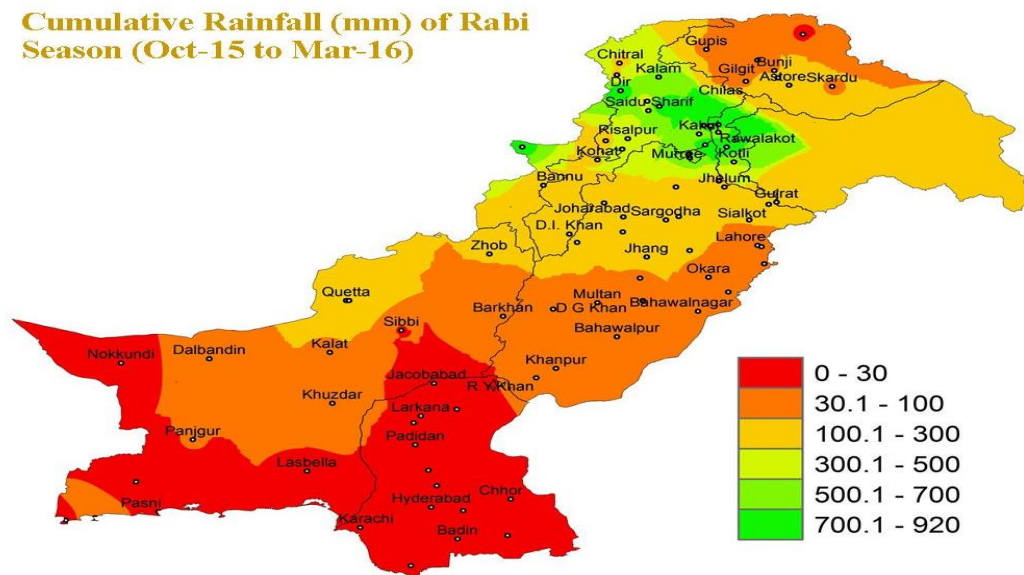 Cumulative Rainfall (mm) of Rabi
Season (Oct-15 to Mar-16)
Gupis
Chitral
Kalam
Gilgit
Bunji
Astore
Skardu
Dir
Chilas
Saidu Sharif
Risalpur
Kakul
Rawalakot
Kohat
Murree
Kotli
Bannu
Jhelum
Gujrat
Joharabad
Sargodha
Sialkot
D.I. Khan
Zhob
Jhang
Lahore
Okara
Quetta
Barkhan
Multan
D G Khan
Bahawalnagar
Bahawalpur
Sibbi
Nokkundi
Dalbandin
Kalat
Khanpur
Jacobabad
R.Y.Khan
Khuzdar
Larkana
Panjgur
Padidan
Lasbella
Pasni
Hyderabad
Chhor
Karachi
Badin
0 - 30
30.1 - 100
100.1 - 300
300.1 - 500
500.1 - 700
700.1 - 920